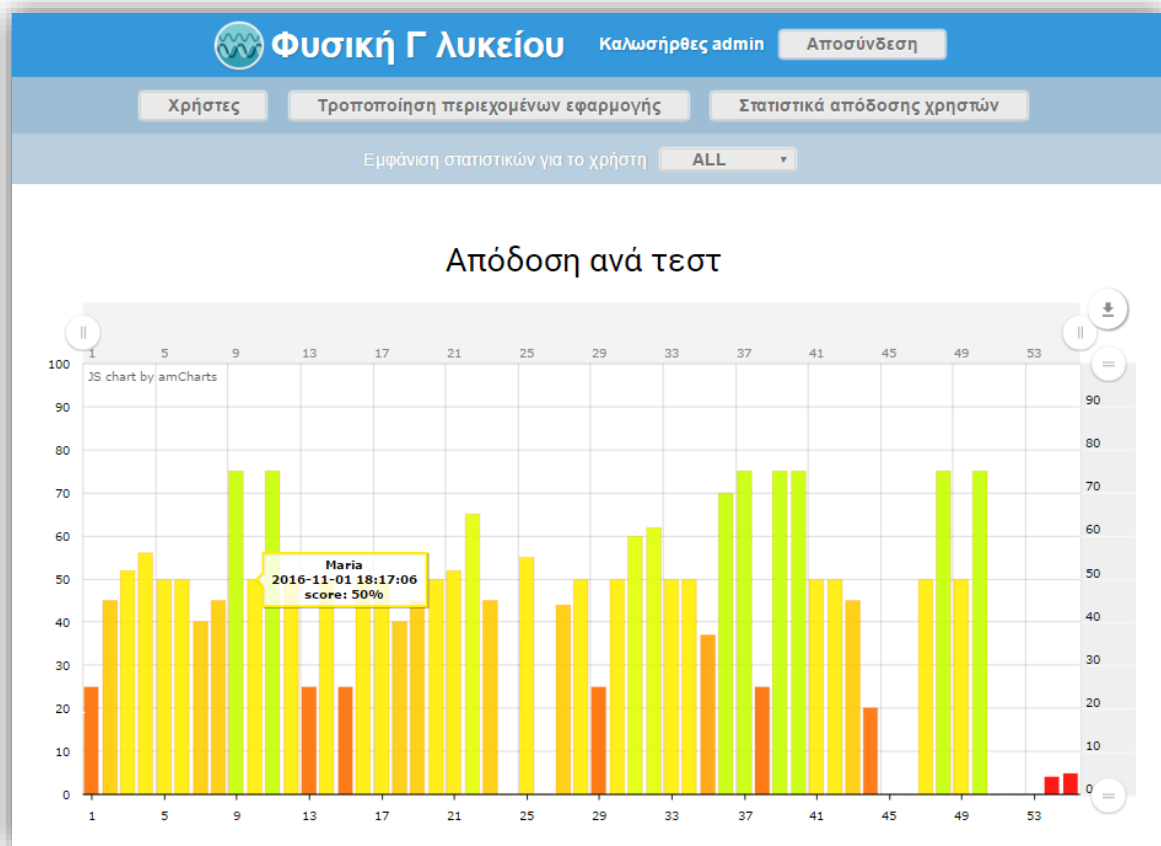 Φυσική Γ λυκείου Καλωσήρθες admin Αποσύνδεση
Χρήστες Τροποποίηση περιεχομένων εφαρμογής Στατιστικά απόδοσης χρηστών
Εμφάνιση στατιστικών για το χρήστη ALL
Απόδοση ανά τεστ
1 5 9 13 17 21 25 29 33 37 41 45 49 53
JS chart by amCharts
100
90
80
70
60
50
40
30
20
10
0
Maria
2016-11-01 18:17:06
score: 50%
90
80
70
60
50
40
30
20
10
0
1 5 9 13 17 21 25 29 33 37 41 45 49 53